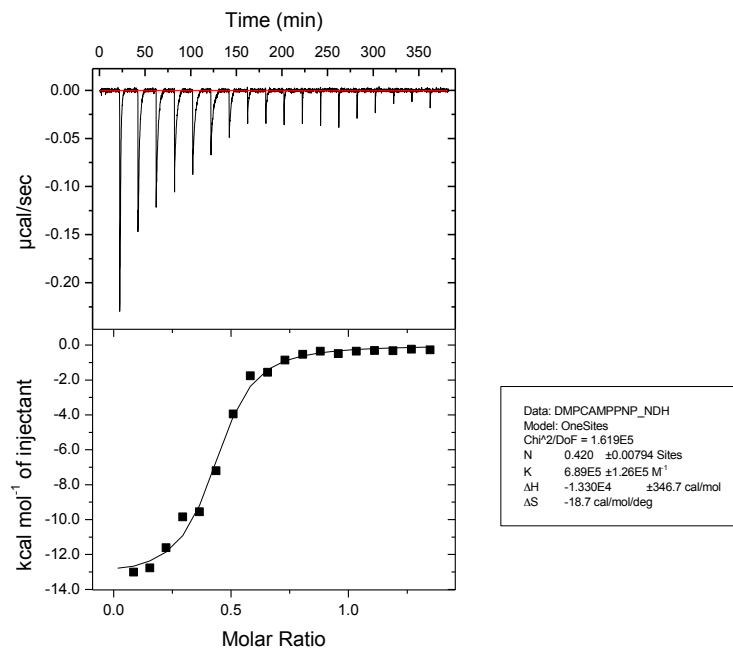 Time (min)
0 50 100 150 200 250 300 350
0.00
-0.05
-0.10
-0.15
-0.20
µcal/sec
0.0
-2.0
-4.0
-6.0
-8.0
-10.0
-12.0
-14.0
kcal mol⁻¹ of injectant
0.0 0.5 1.0
Molar Ratio
Data: DMPCAMPPNP_NDH
Model: OneSites
Chi^2/DoF = 1.619E5
N 0.420 ±0.00794 Sites
K 6.89E5 ±1.26E5 M⁻¹
ΔH -1.330E4 ±346.7 cal/mol
ΔS -18.7 cal/mol/deg